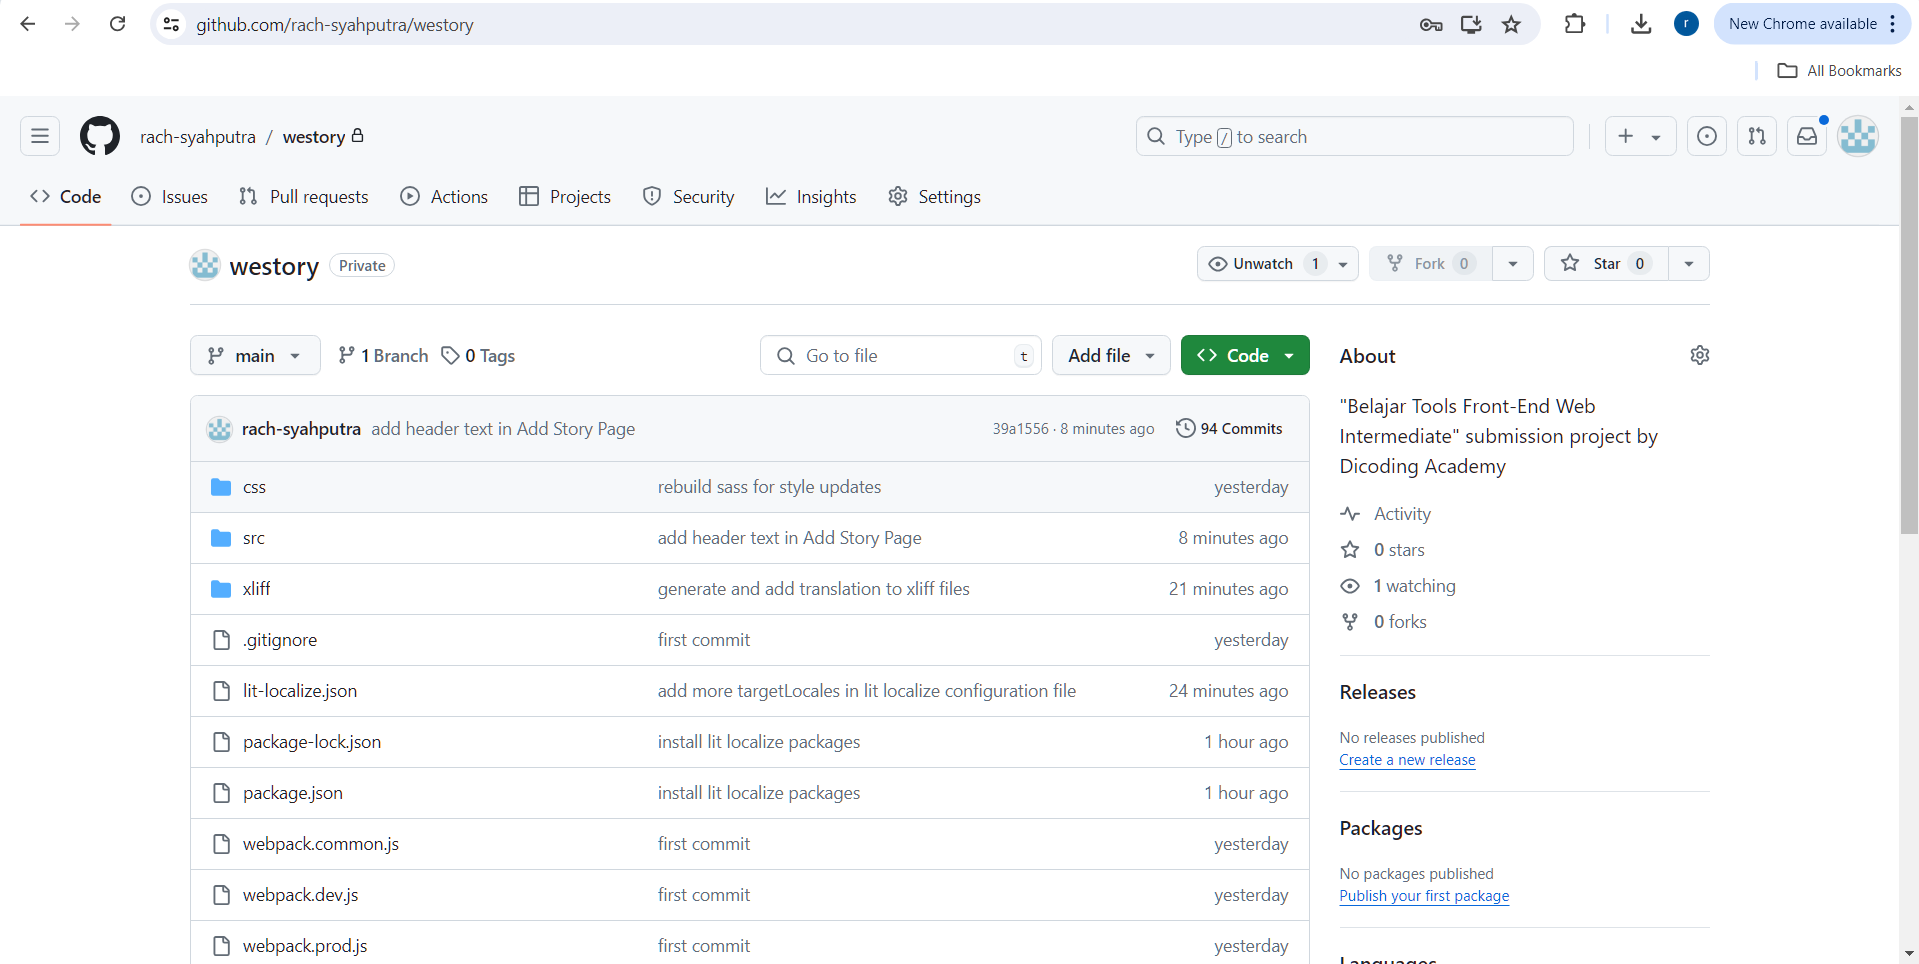 github.com/rach-syahputra/westory
r
New Chrome available
All Bookmarks
rach-syahputra / westory
Type / to search
Code
Issues
Pull requests
Actions
Projects
Security
Insights
Settings
westory Private
Unwatch 1
Fork 0
Star 0
main
1 Branch
0 Tags
Go to file t
Add file
Code
About
rach-syahputra add header text in Add Story Page 39a1556 · 8 minutes ago 94 Commits
css rebuild sass for style updates yesterday
src add header text in Add Story Page 8 minutes ago
xliff generate and add translation to xliff files 21 minutes ago
.gitignore first commit yesterday
lit-localize.json add more targetLocales in lit localize configuration file 24 minutes ago
package-lock.json install lit localize packages 1 hour ago
package.json install lit localize packages 1 hour ago
webpack.common.js first commit yesterday
webpack.dev.js first commit yesterday
webpack.prod.js first commit yesterday
"Belajar Tools Front-End Web
Intermediate" submission project by
Dicoding Academy
Activity
0 stars
1 watching
0 forks
Releases
No releases published
Create a new release
Packages
No packages published
Publish your first package
Languages